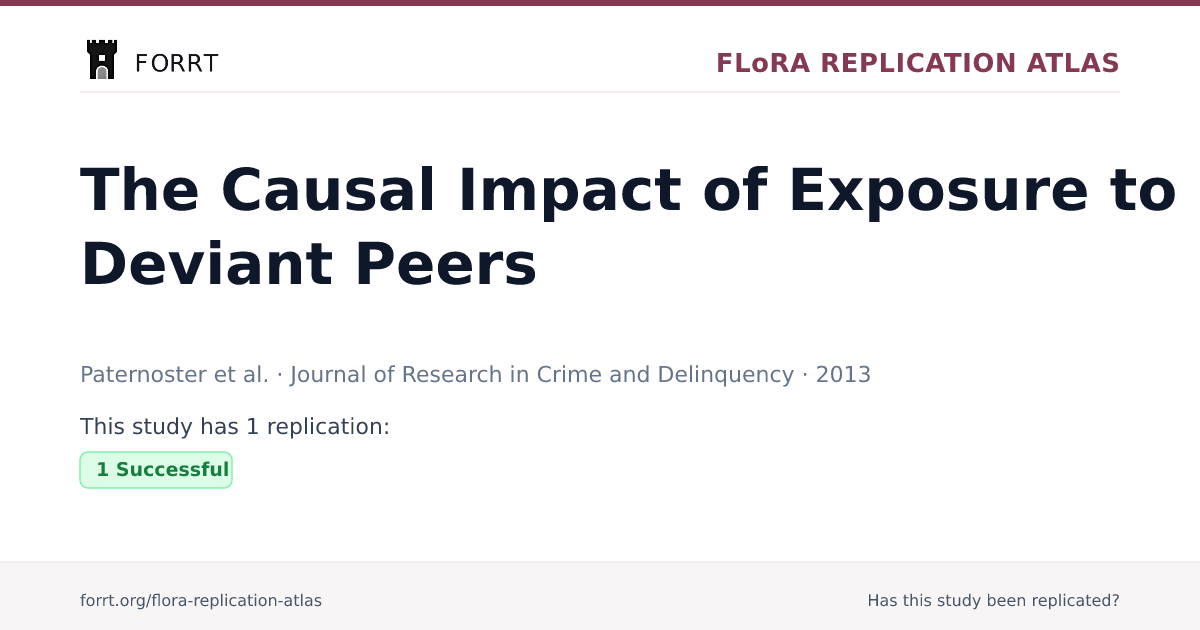 FORRT
FLoRA REPLICATION ATLAS
The Causal Impact of Exposure to
Deviant Peers
Paternoster et al. · Journal of Research in Crime and Delinquency · 2013
This study has 1 replication:
1 Successful
forrt.org/flora-replication-atlas
Has this study been replicated?